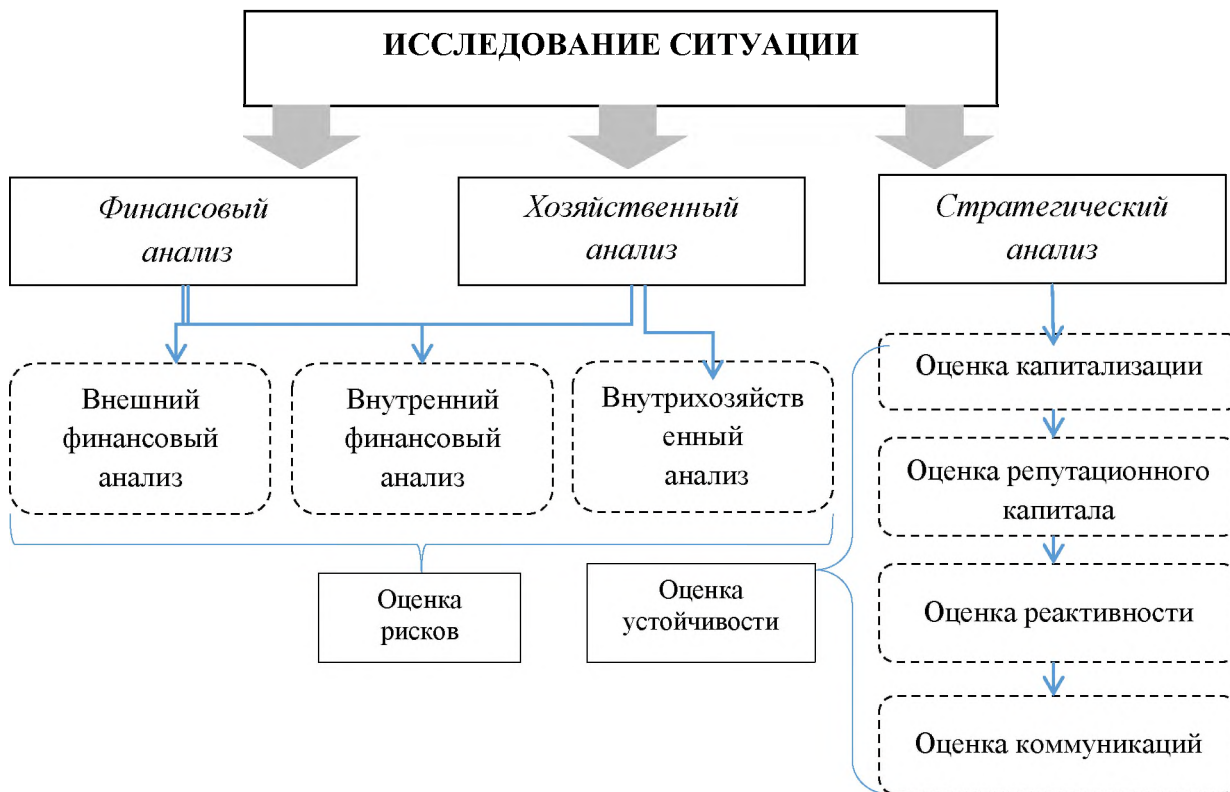 ИССЛЕДОВАНИЕ СИТУАЦИИ
Финансовый
анализ
Хозяйственный
анализ
Стратегический
анализ
Внешний
финансовый
анализ
Внутренний
финансовый
анализ
Внутрихозяйств
енный
анализ
Оценка
рисков
Оценка
устойчивости
Оценка капитализации
Оценка репутационного
капитала
Оценка реактивности
Оценка коммуникаций